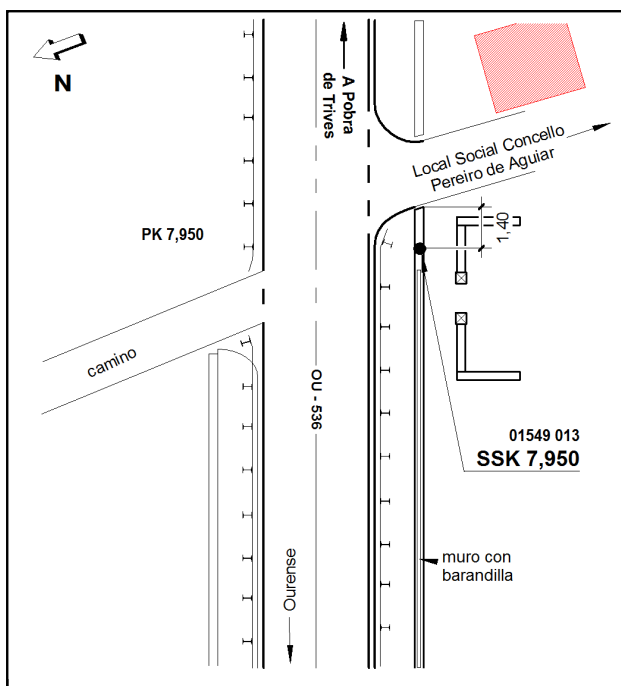 N
A Pobra
de Trives
Local Social Concello
Pereiro de Aguiar
1,40
PK 7,950
camino
OU - 536
01549 013
SSK 7,950
muro con
barandilla
Ourense